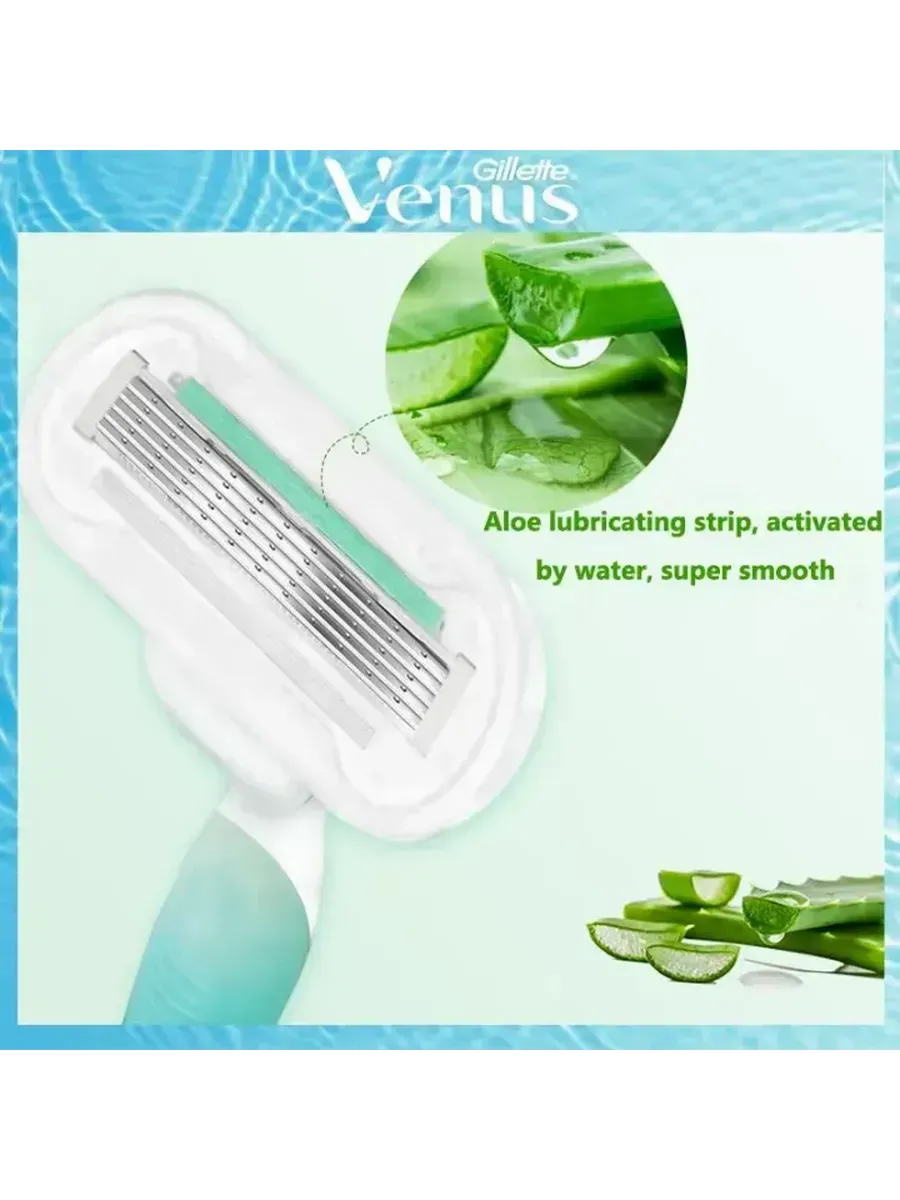 Gillette
Venus
Aloe lubricating strip, activated
by water, super smooth